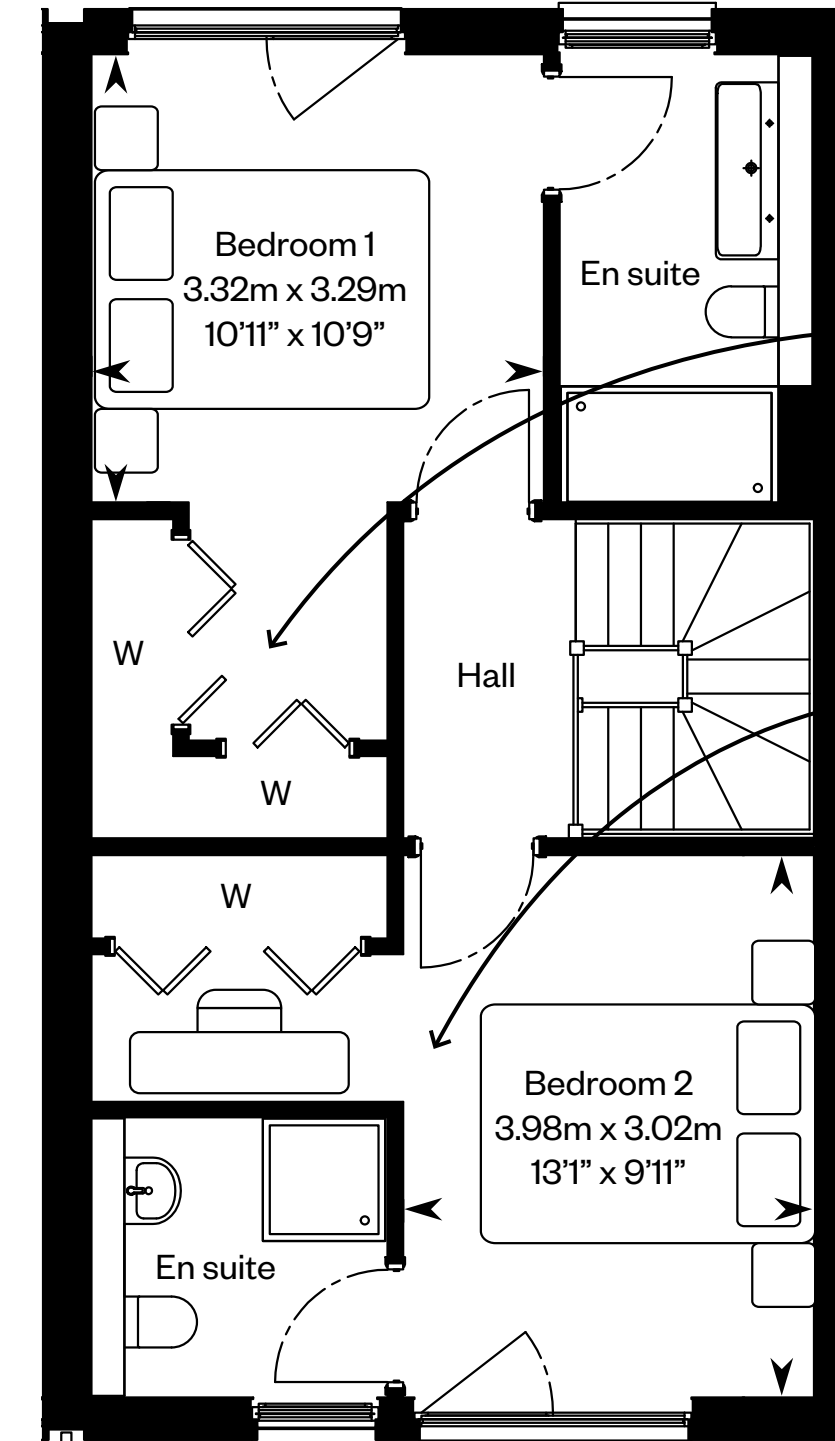 Bedroom 1
3.32m x 3.29m
10’11” x 10’9”
En suite
W
Hall
W
W
Bedroom 2
3.98m x 3.02m
13’1” x 9’11”
En suite